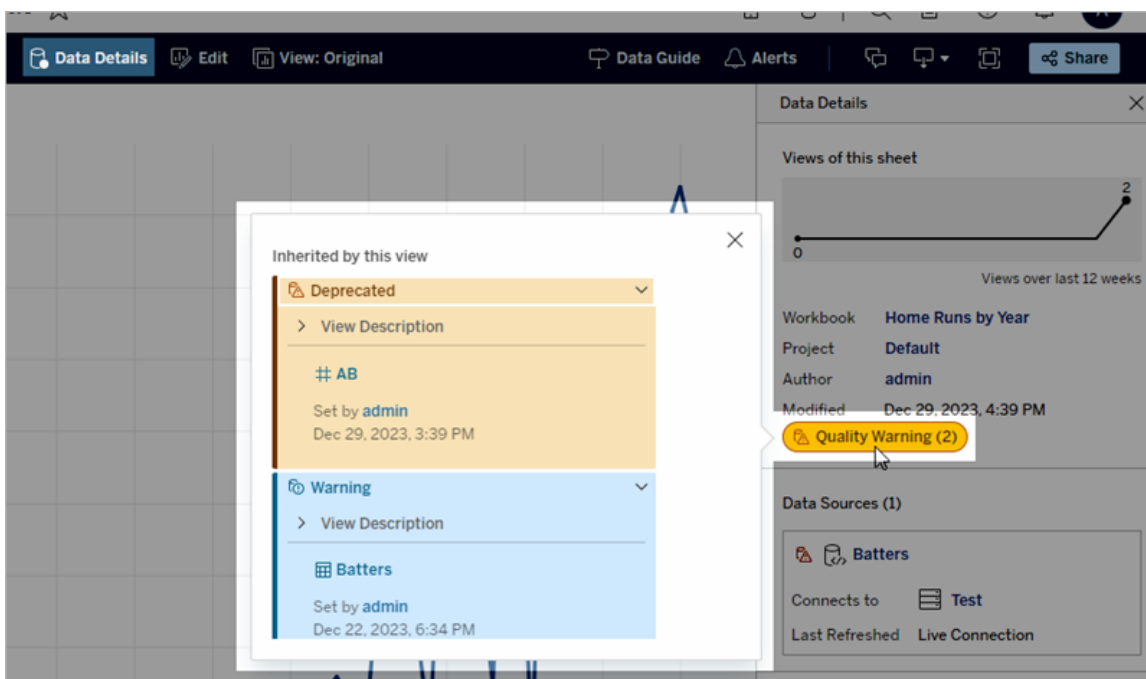 Data Details Edit View: Original Data Guide Alerts Share
Data Details
Views of this sheet
2
0
Views over last 12 weeks
Workbook Home Runs by Year
Project Default
Author admin
Modified Dec 29, 2023, 4:39 PM
Quality Warning (2)
Data Sources (1)
Batters
Connects to Test
Last Refreshed Live Connection
Inherited by this view
Deprecated
View Description
AB
Set by admin
Dec 29, 2023, 3:39 PM
Warning
View Description
Batters
Set by admin
Dec 22, 2023, 6:34 PM